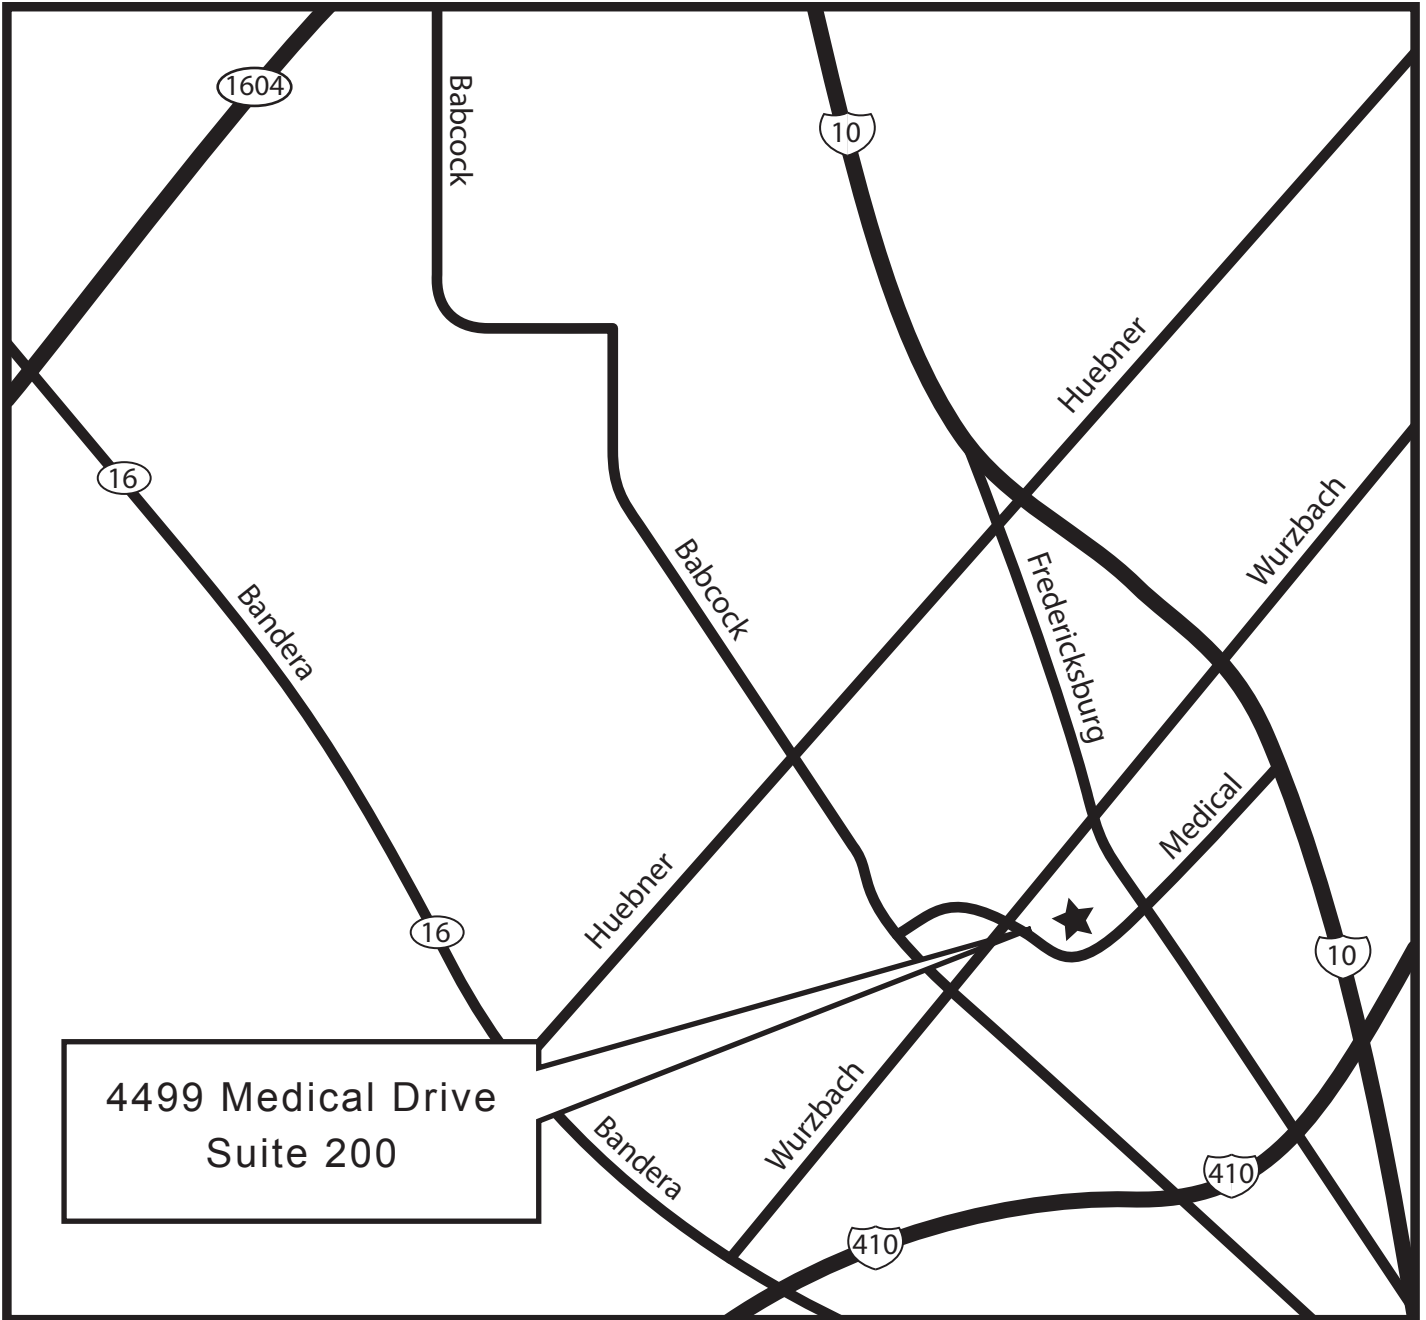 1604
Babcock
10
Huebner
16
Wurzbach
Babcock
Fredericksburg
Bandera
Medical
Huebner
16
10
4499 Medical Drive
Suite 200
Wurzbach
Bandera
410
410